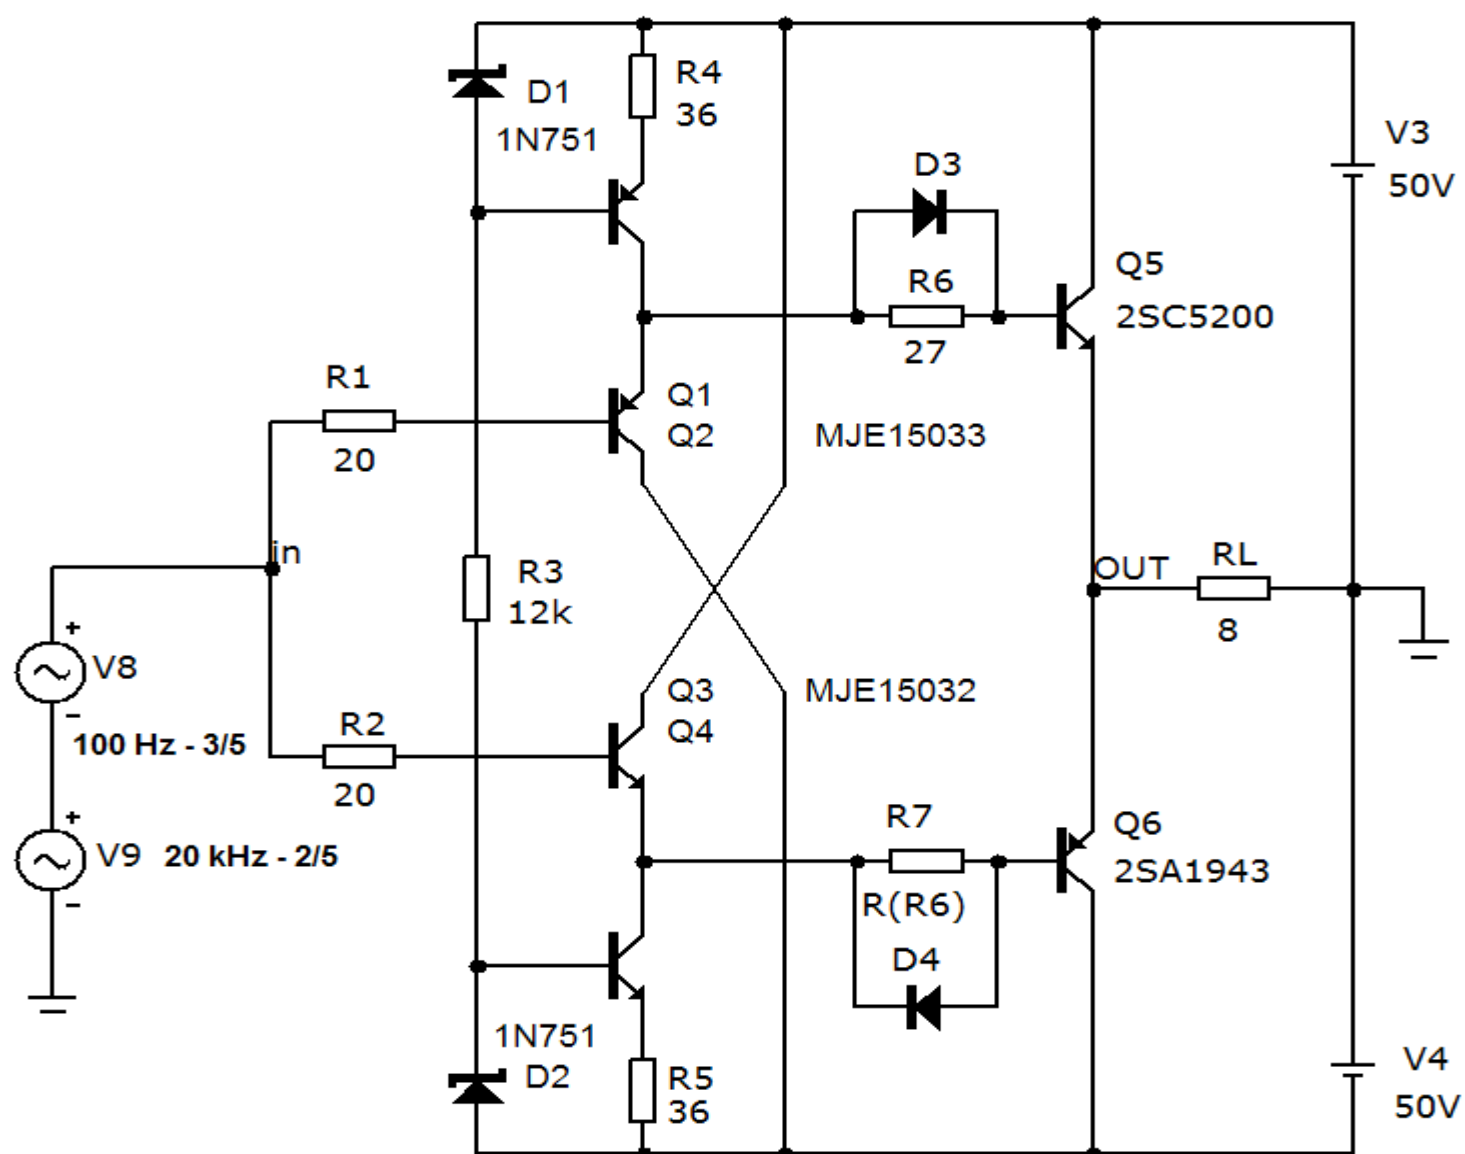 R4
36
D1
1N751
V3
50V
D3
Q5
R6
2SC5200
27
R1
20
Q1
Q2
MJE15033
in
R3
12k
OUT
RL
8
+
V8
-
100 Hz - 3/5
Q3
Q4
MJE15032
R2
20
+
V9
20 kHz - 2/5
-
R7
R(R6)
Q6
2SA1943
D4
1N751
D2
R5
36
V4
50V